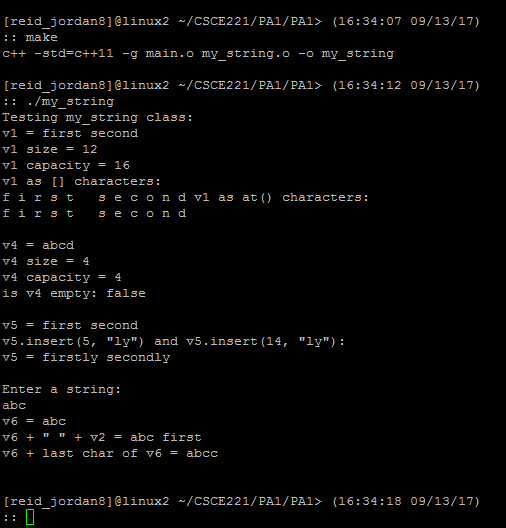 [reid_jordan8]@linux2 ~/CSCE221/PA1/PA1> (16:34:07 09/13/17)
:: make
c++ -std=c++11 -g main.o my_string.o -o my_string
[reid_jordan8]@linux2 ~/CSCE221/PA1/PA1> (16:34:12 09/13/17)
:: ./my_string
Testing my_string class:
v1 = first second
v1 size = 12
v1 capacity = 16
v1 as [] characters:
f i r s t   s e c o n d v1 as at() characters:
f i r s t   s e c o n d
v4 = abcd
v4 size = 4
v4 capacity = 4
is v4 empty: false
v5 = first second
v5.insert(5, "ly") and v5.insert(14, "ly"):
v5 = firstly secondly
Enter a string:
abc
v6 = abc
v6 + " " + v2 = abc first
v6 + last char of v6 = abcc
[reid_jordan8]@linux2 ~/CSCE221/PA1/PA1> (16:34:18 09/13/17)
::